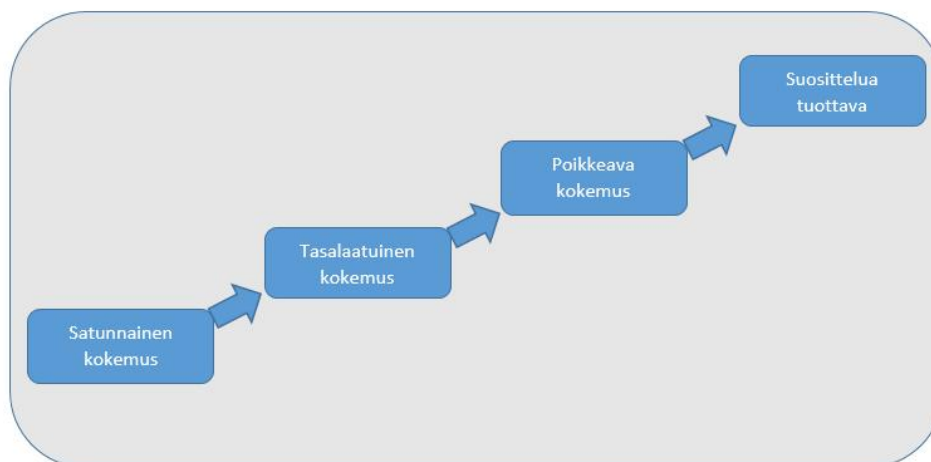 Suosittelua
tuottava
Poikkeava
kokemus
Tasalaatuinen
kokemus
Satunnainen
kokemus